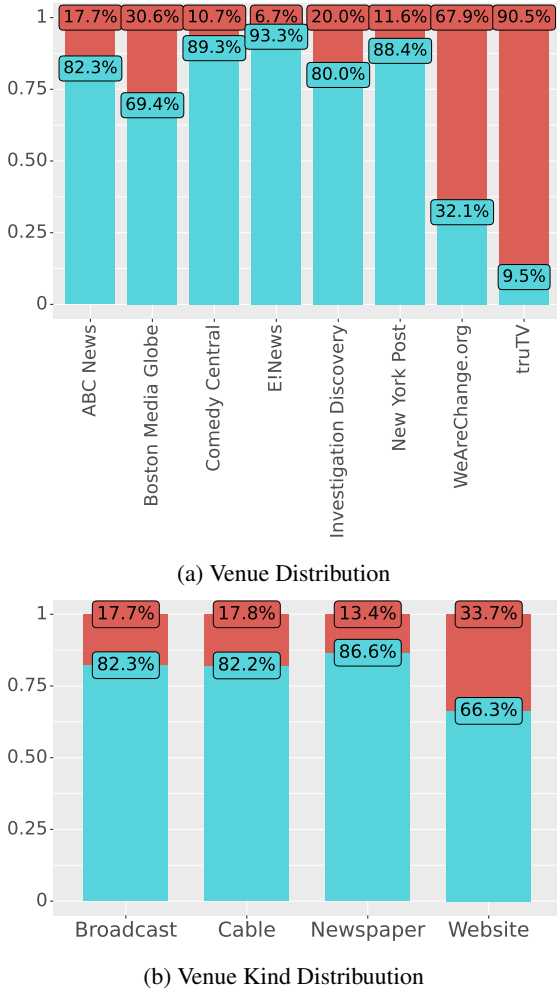 1
17.7% 30.6% 10.7% 6.7% 20.0% 11.6% 67.9% 90.5%
82.3% 69.4% 89.3% 93.3% 80.0% 88.4% 32.1% 9.5%
0.75
0.50
0.25
0
ABC News
Boston Media Globe
Comedy Central
E!News
Investigation Discovery
New York Post
WeAreChange.org
truTV
(a) Venue Distribution
1
17.7% 17.8% 13.4% 33.7%
82.3% 82.2% 86.6% 66.3%
0.75
0.50
0.25
0
Broadcast Cable Newspaper Website
(b) Venue Kind Distribuution